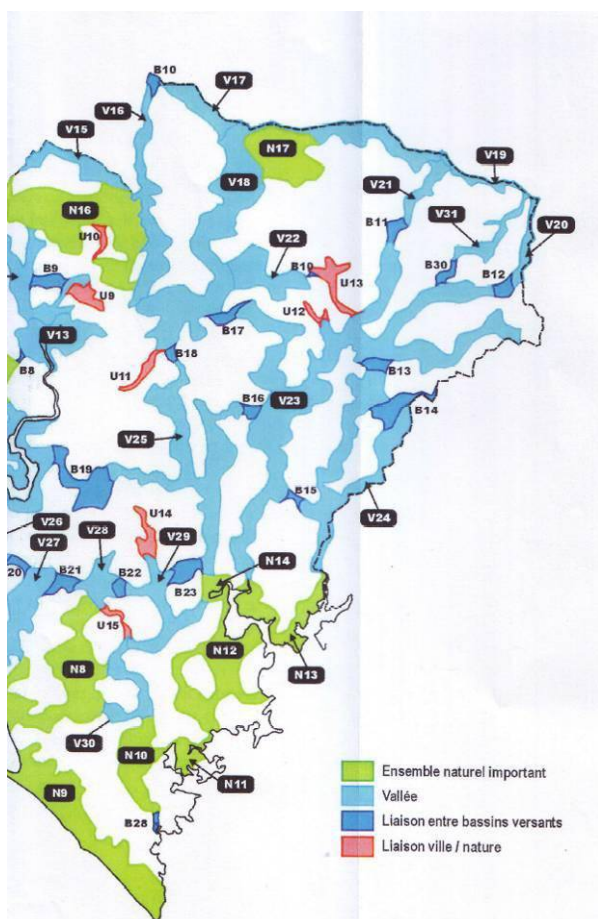 B10
V17
V16
V15
N17
V19
V18
V21
N16
V31
B11
V20
U10
V22
B9
B10
B30
B12
U13
U9
U12
V13
B17
B18
B8
B13
U11
B16
V23
B14
V25
B19
B15
U14
V24
V26
V28
V29
V27
N14
20
B21
B22
B23
U15
N12
N8
N13
V30
N10
N11
N9
B28
Ensemble naturel important
Vallée
Liaison entre bassins versants
Liaison ville / nature